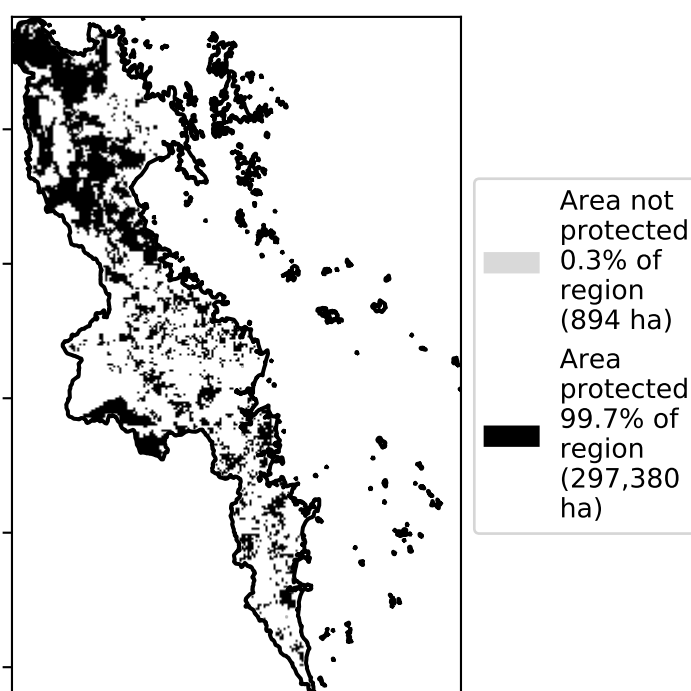 Area not
protected
0.3% of
region
(894 ha)
Area
protected
99.7% of
region
(297,380
ha)